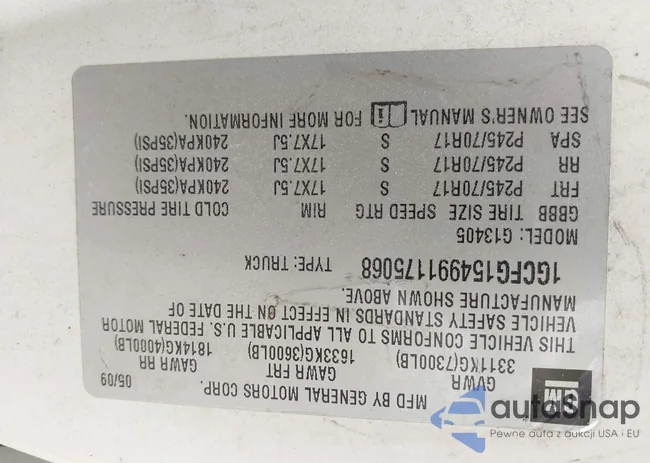 GM
MFD BY GENERAL MOTORS CORP.
05/09
GVWR GAWR FRT GAWR RR
3311KG(7300LB) 1633KG(3600LB) 1814KG(4000LB)
THIS VEHICLE CONFORMS TO ALL APPLICABLE U.S. FEDERAL MOTOR
VEHICLE SAFETY STANDARDS IN EFFECT ON THE DATE OF
MANUFACTURE SHOWN ABOVE.
1GCFG154991175068 TYPE: TRUCK
MODEL: G13405
GBBB TIRE SIZE SPEED RTG RIM COLD TIRE PRESSURE
FRT P245/70R17 S 17X7.5J 240KPA(35PSI)
RR P245/70R17 S 17X7.5J 240KPA(35PSI)
SPA P245/70R17 S 17X7.5J 240KPA(35PSI)
SEE OWNER'S MANUAL FOR MORE INFORMATION.
autoSnap
Pewne auta z aukcji USA i EU